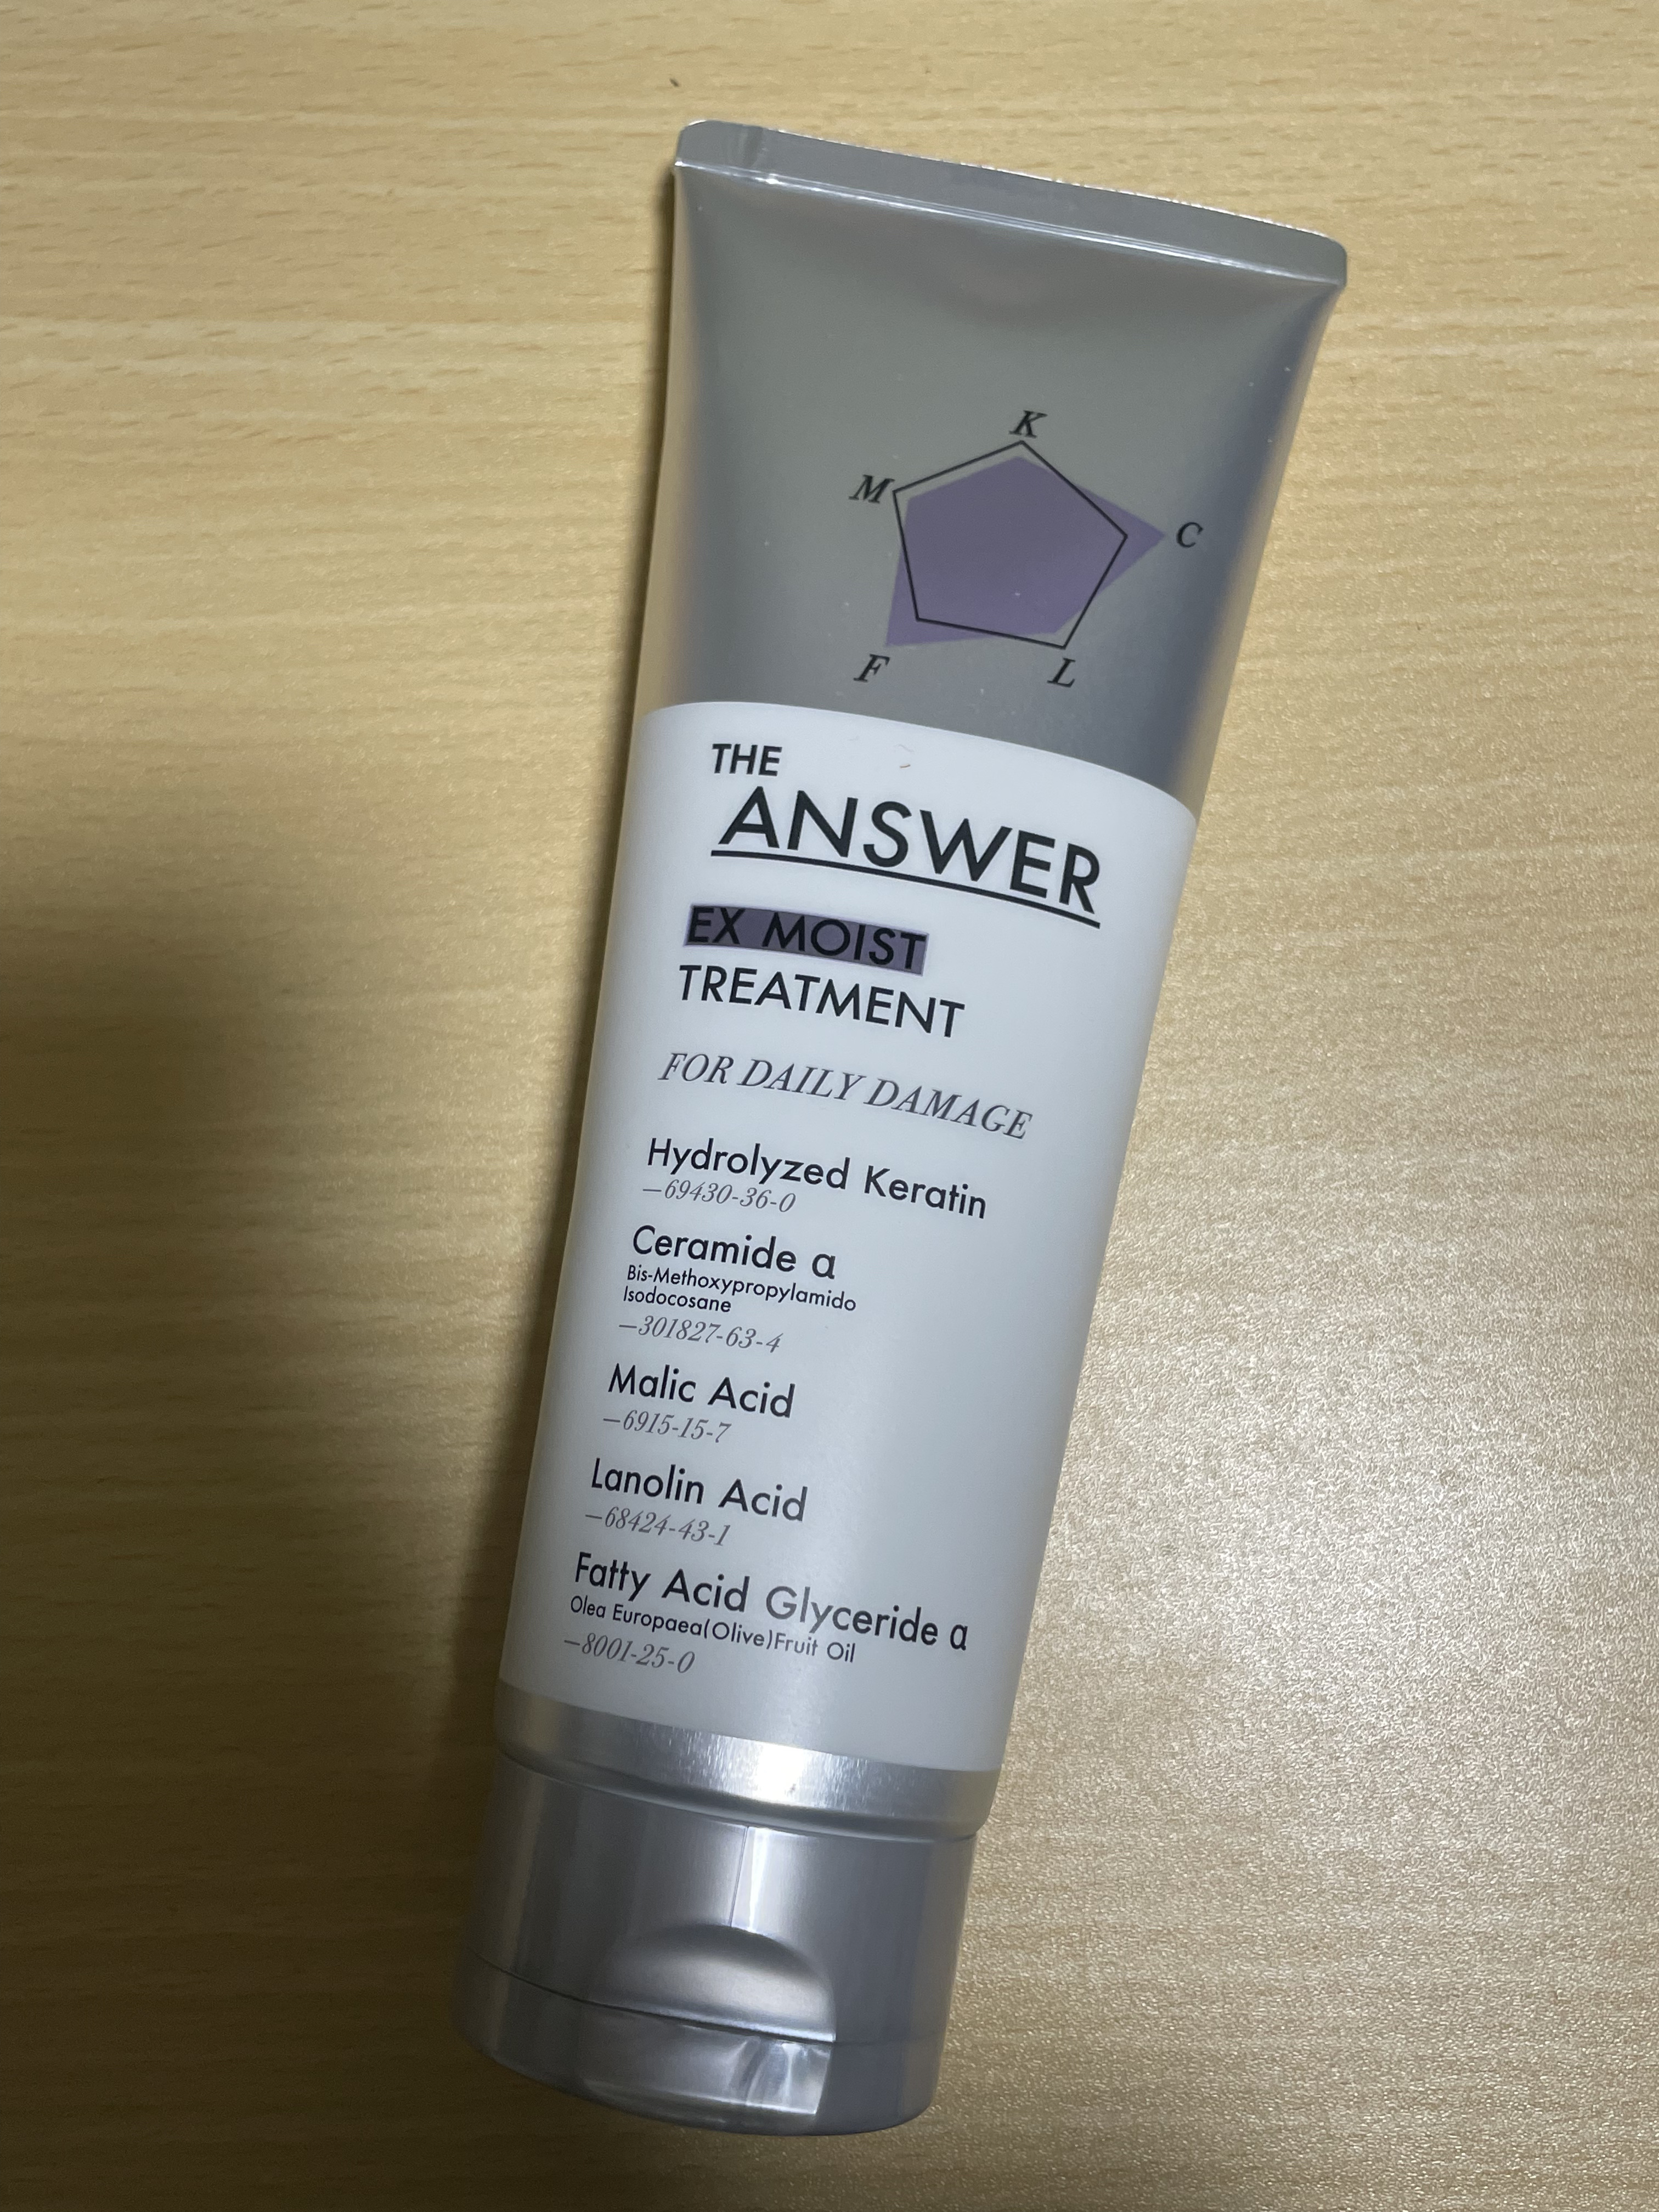 K
M
C
F
L
THE
ANSWER
EX MOIST
TREATMENT
FOR DAILY DAMAGE
Hydrolyzed Keratin
—69430-36-0
Ceramide α
Bis-Methoxypropylamido
Isodocosane
—301827-63-4
Malic Acid
—6915-15-7
Lanolin Acid
—68424-43-1
Fatty Acid Glyceride α
Olea Europaea(Olive)Fruit Oil
—8001-25-0